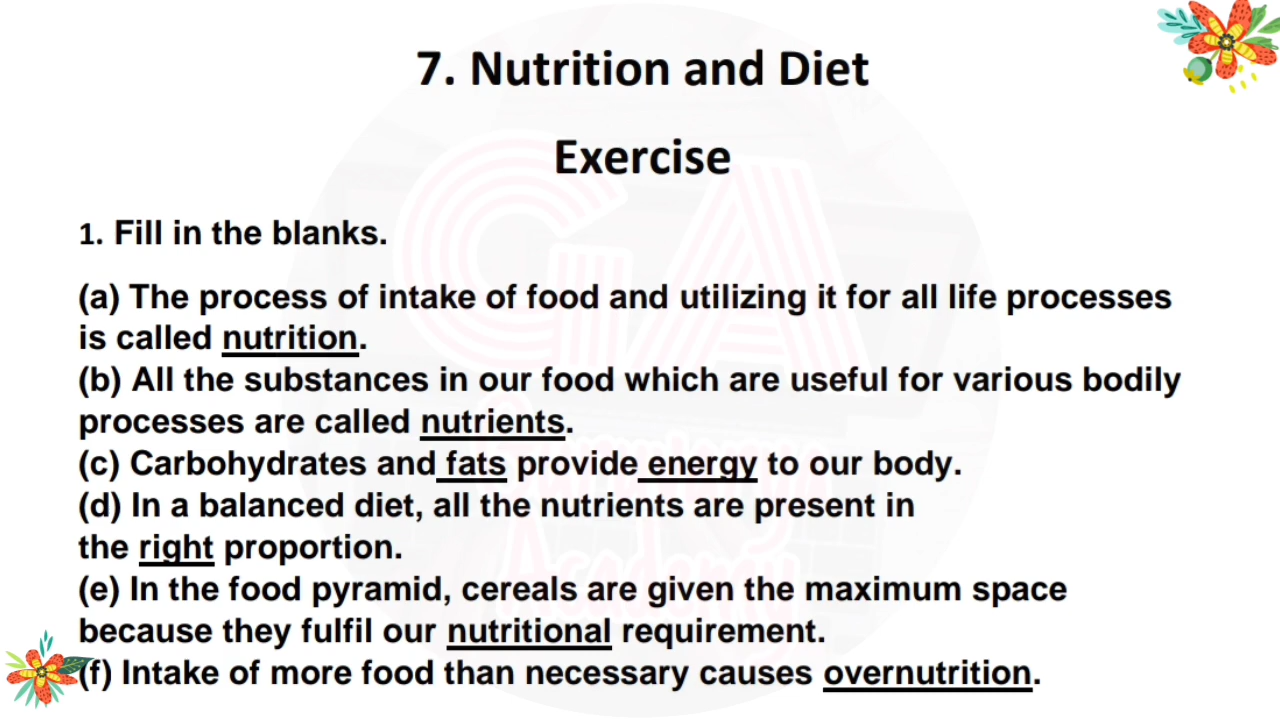 7. Nutrition and Diet
Exercise
1. Fill in the blanks.
(a) The process of intake of food and utilizing it for all life processes
is called nutrition.
(b) All the substances in our food which are useful for various bodily
processes are called nutrients.
(c) Carbohydrates and fats provide energy to our body.
(d) In a balanced diet, all the nutrients are present in
the right proportion.
(e) In the food pyramid, cereals are given the maximum space
because they fulfil our nutritional requirement.
(f) Intake of more food than necessary causes overnutrition.